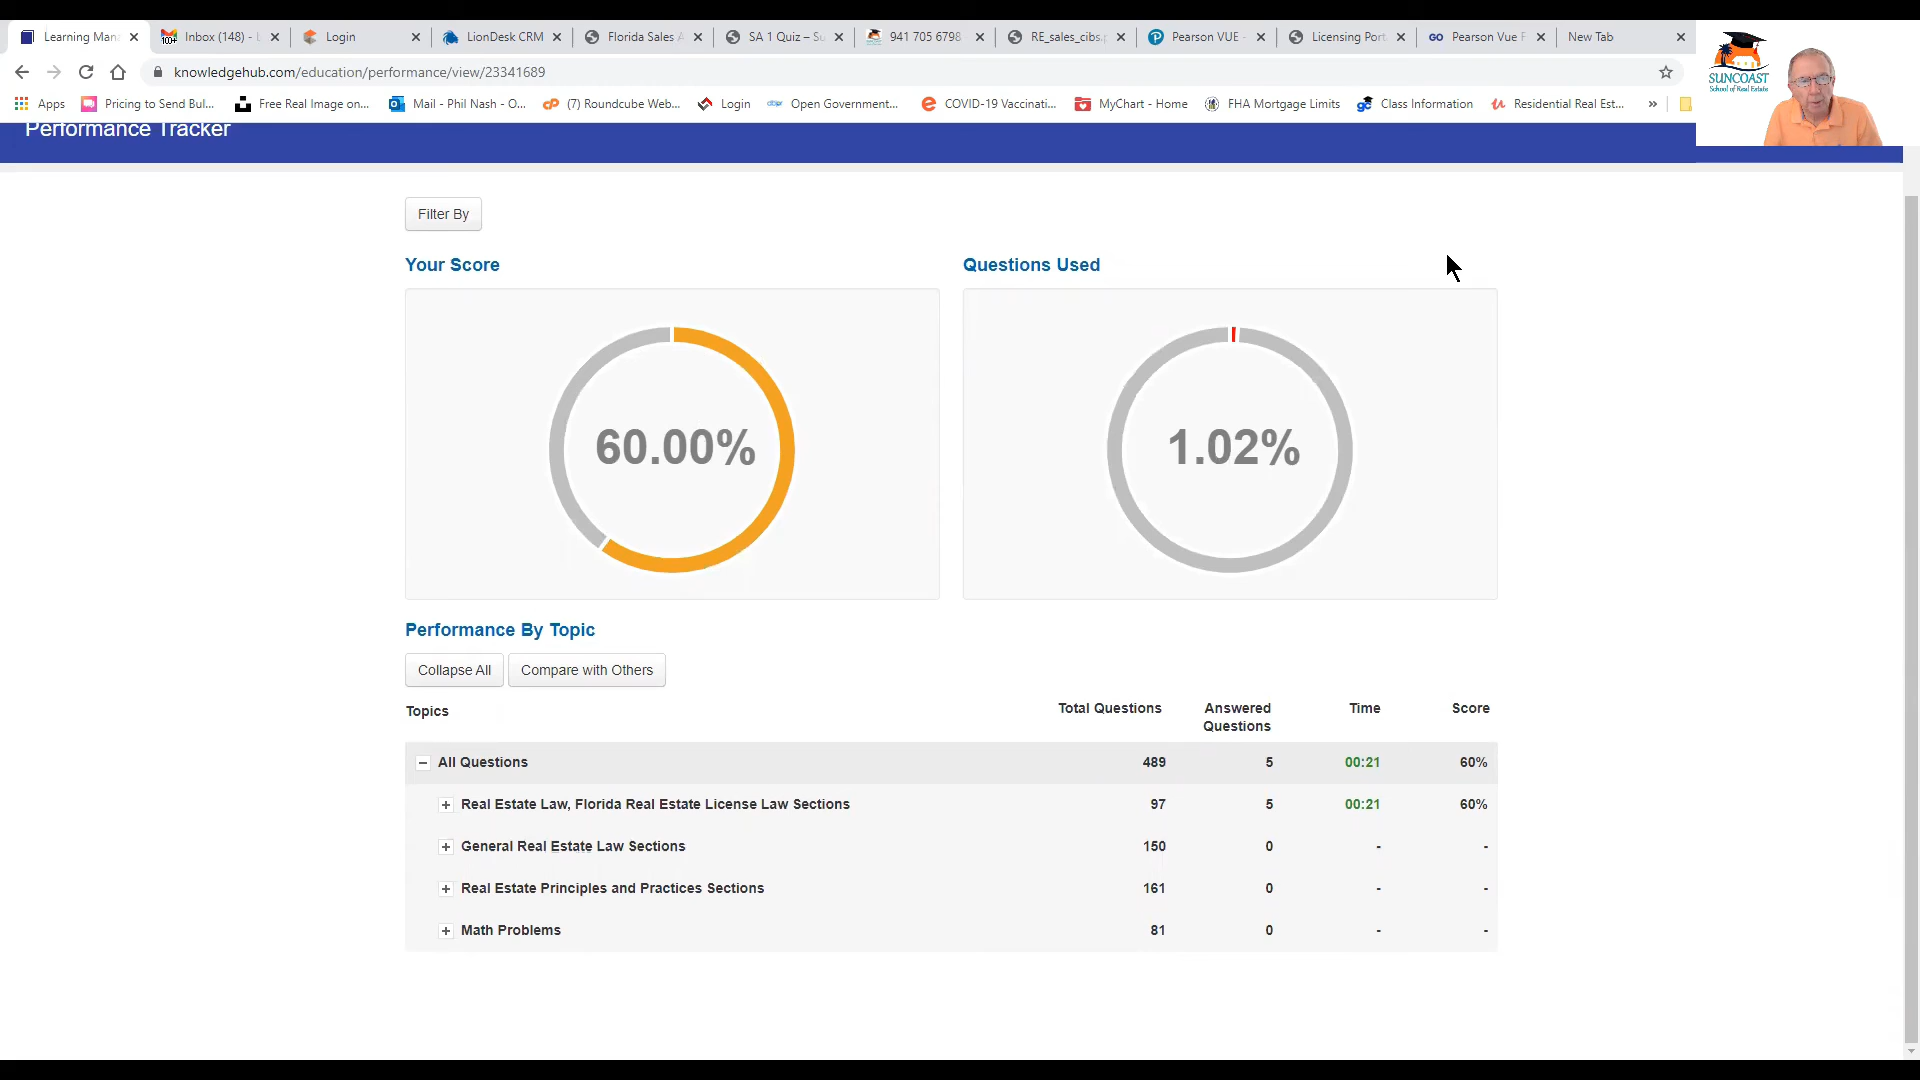 Learning Mana
Inbox (148) -
Login
LionDesk CRM
Florida Sales A
SA 1 Quiz – Su
941 705 6798
RE_sales_cibs.p
Pearson VUE -
Licensing Port
GO Pearson Vue F
New Tab
knowledgehub.com/education/performance/view/23341689
Apps
Pricing to Send Bul...
Free Real Image on...
Mail - Phil Nash - O...
(7) Roundcube Web...
Login
Open Government...
COVID-19 Vaccinati...
MyChart - Home
FHA Mortgage Limits
Class Information
Residential Real Est...
»
SUNCOAST
School of Real Estate
Performance Tracker
Filter By
Your Score
Questions Used
60.00%
1.02%
Performance By Topic
Collapse All
Compare with Others
Topics Total Questions Answered Questions Time Score
All Questions 489 5 00:21 60%
Real Estate Law, Florida Real Estate License Law Sections 97 5 00:21 60%
General Real Estate Law Sections 150 0 - -
Real Estate Principles and Practices Sections 161 0 - -
Math Problems 81 0 - -